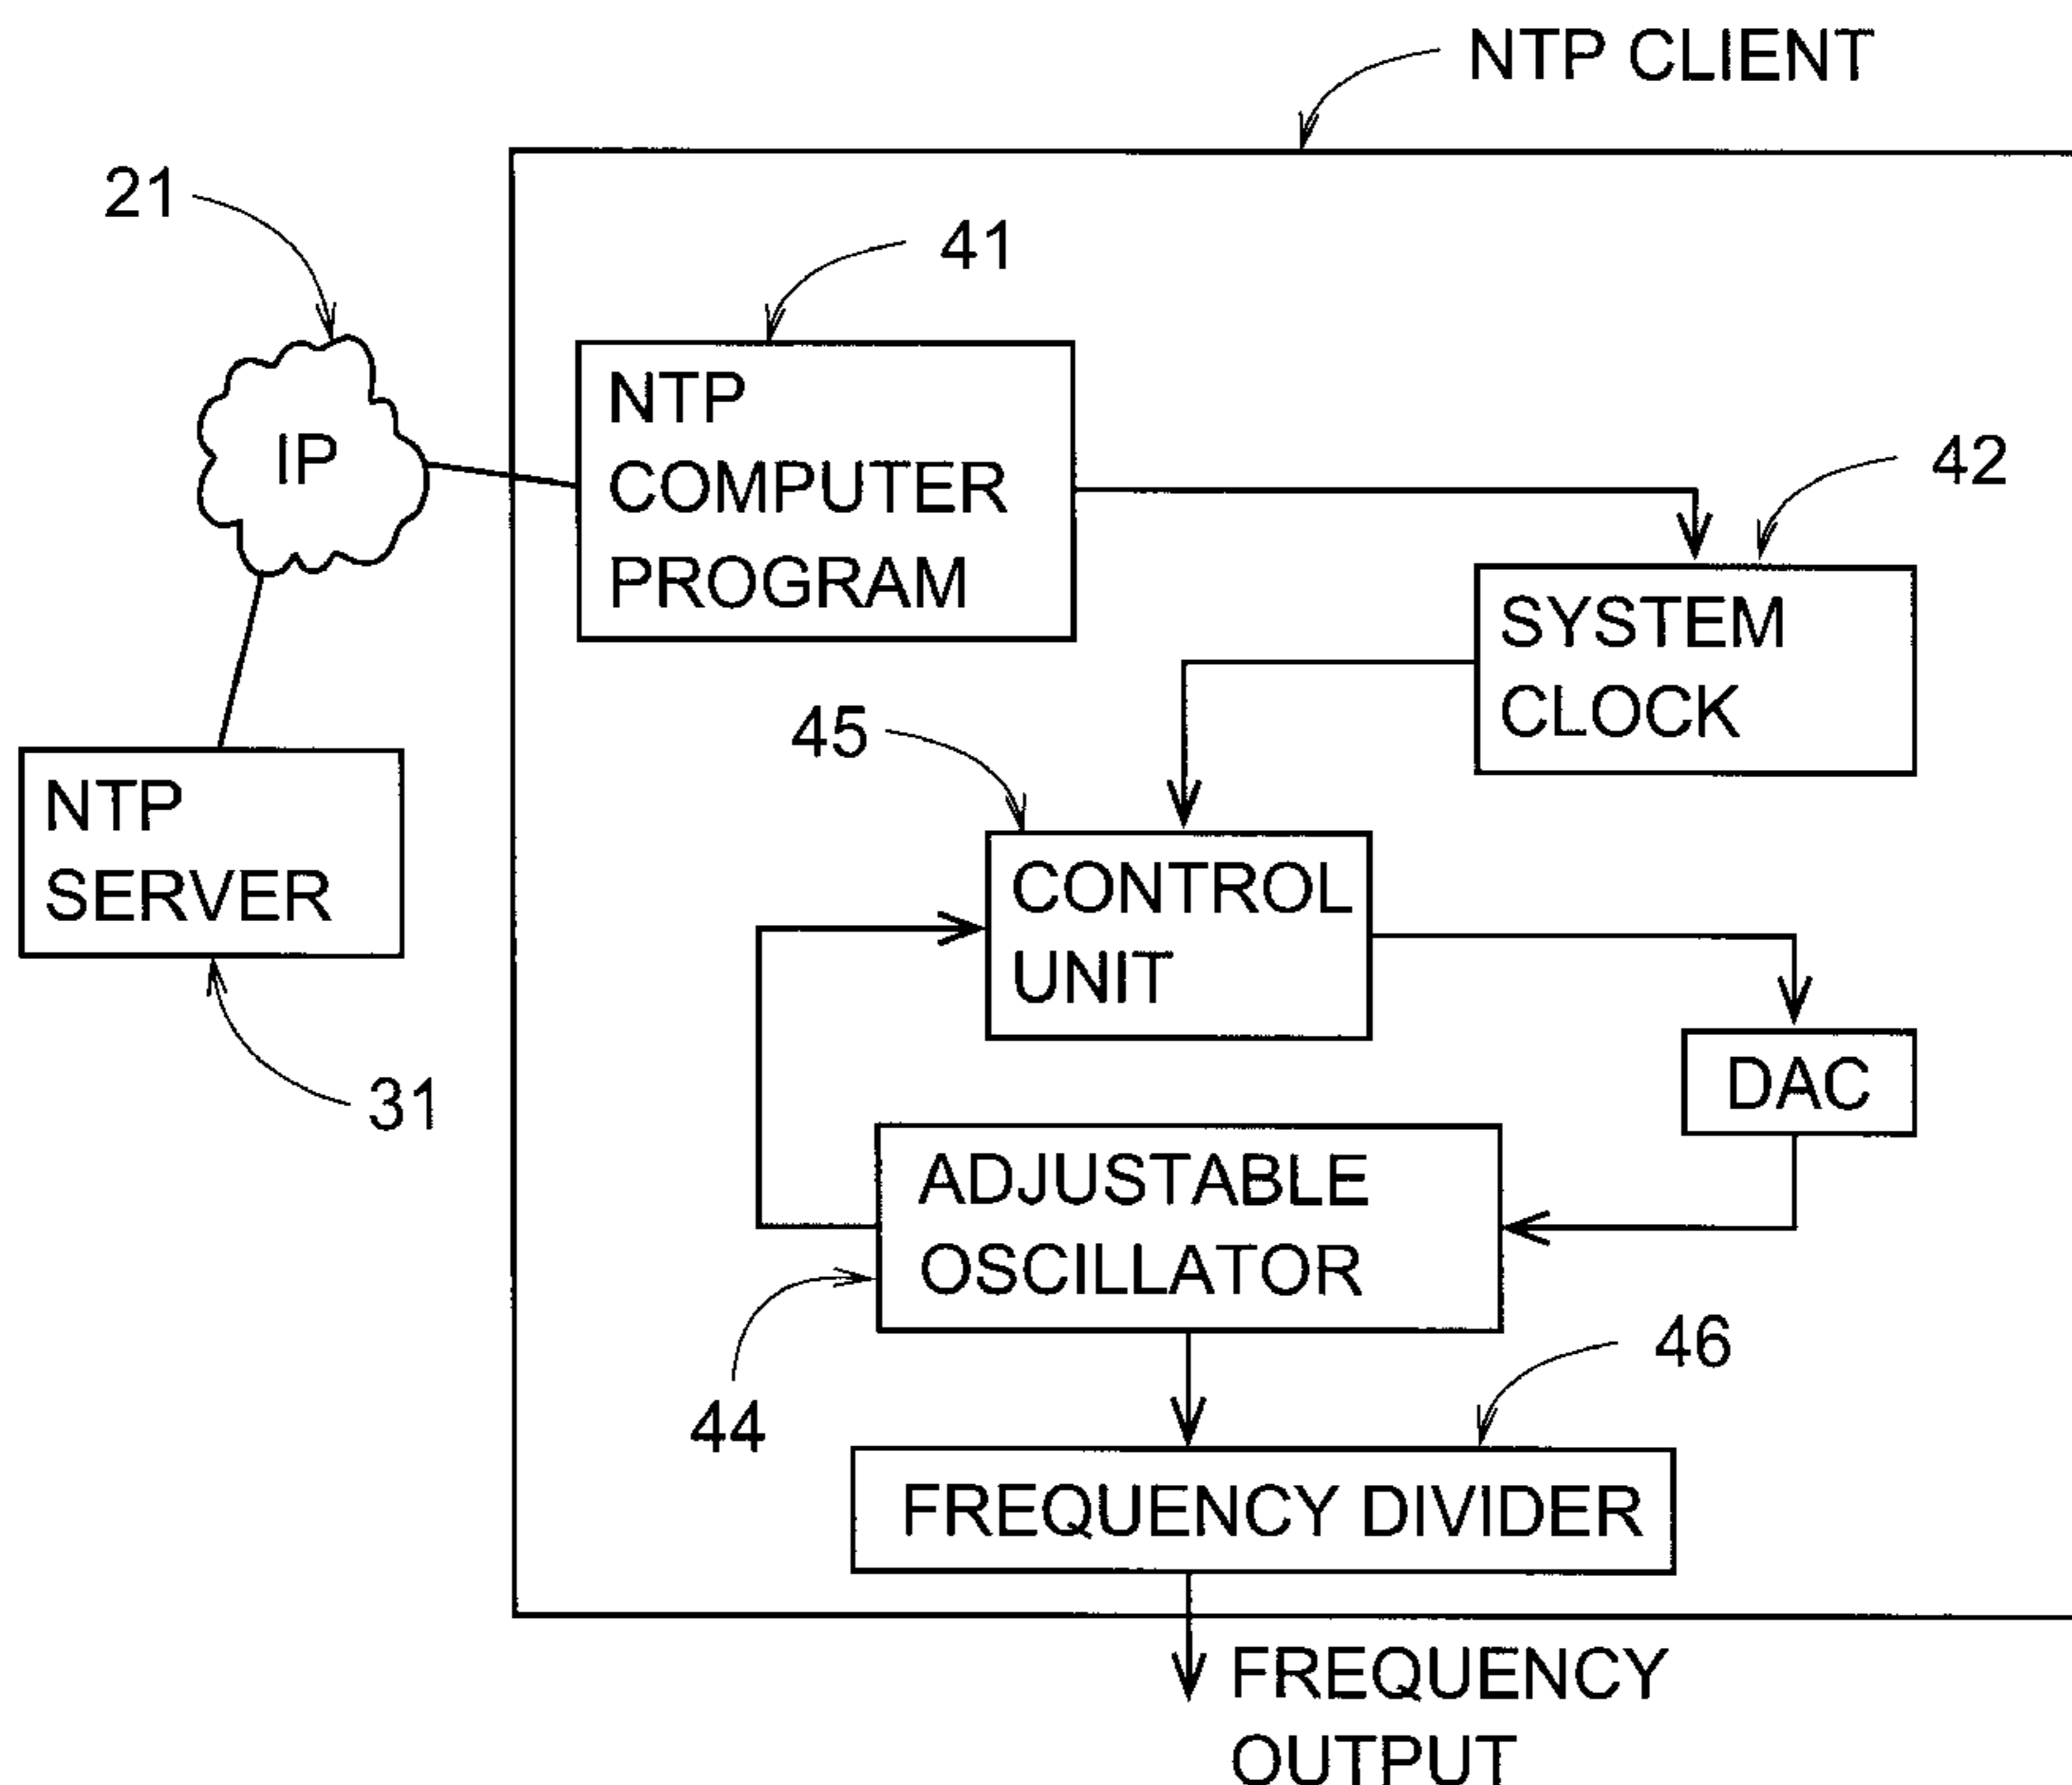 NTP CLIENT
21
41
NTP
COMPUTER
PROGRAM
IP
42
SYSTEM
CLOCK
45
NTP
SERVER
CONTROL
UNIT
31
DAC
ADJUSTABLE
OSCILLATOR
44
46
FREQUENCY DIVIDER
FREQUENCY
OUTPUT